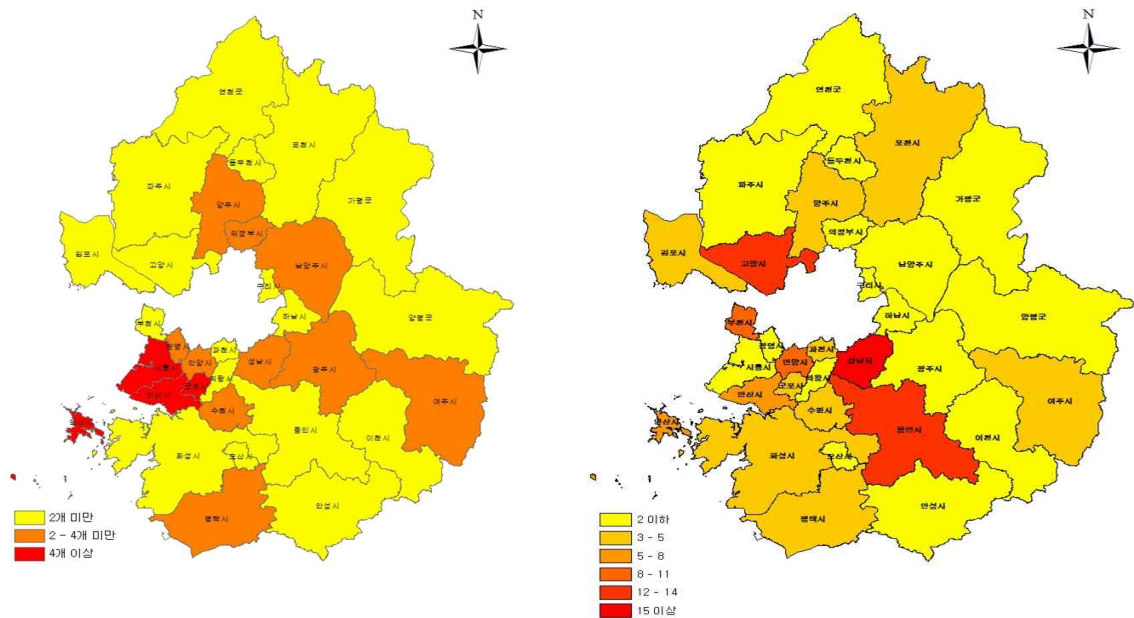 N
연천군
포천시
동두천시
파주시
양주시
가평군
의정부시
김포시
고양시
남양주시
구리시
양평군
부천시
하남시
광명시
과천시
시흥시
안양시
성남시
광주시
군포시
의왕시
안산시
여주시
수원시
용인시
이천시
화성시
오산시
안성시
평택시
2개 미만
2 - 4개 미만
4개 이상
N
연천군
포천시
동두천시
파주시
양주시
가평군
의정부시
김포시
고양시
남양주시
구리시
양평군
부천시
하남시
광명시
과천시
시흥시
안양시
성남시
광주시
의왕시
안산시
군포시
여주시
안산시
수원시
용인시
이천시
화성시
오산시
안성시
평택시
2 이하
3 - 5
5 - 8
8 - 11
12 - 14
15 이상